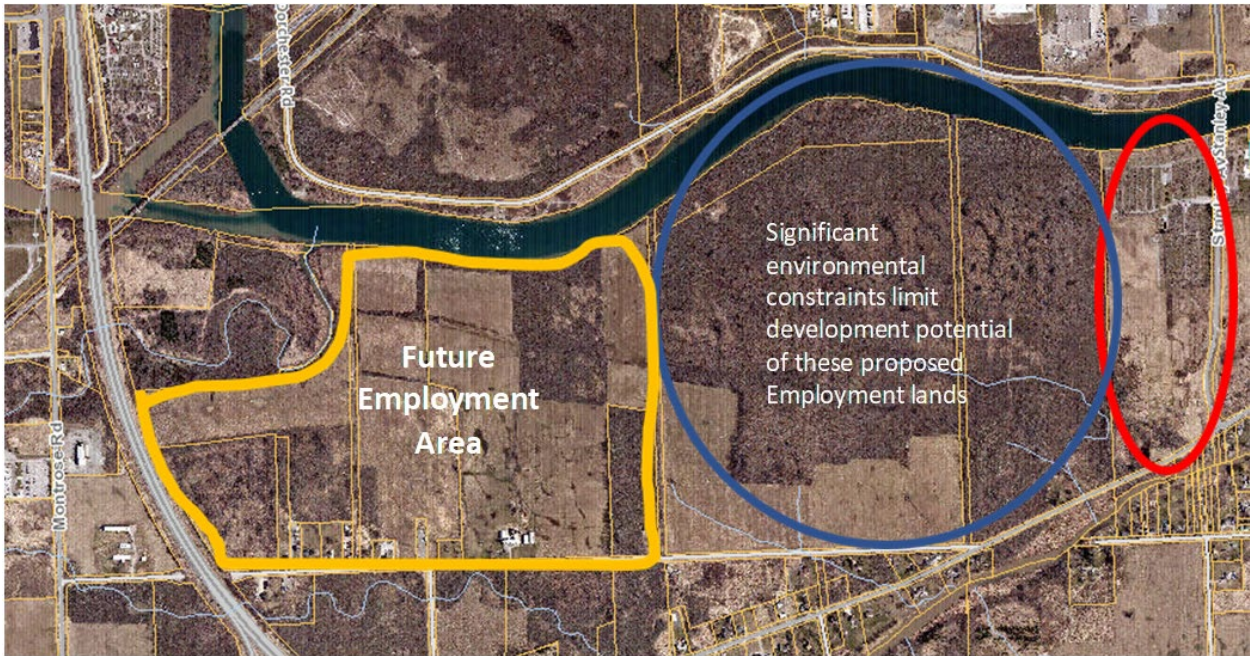 Dorchester Rd
Stanley Av
Significant
environmental
constraints limit
development potential
of these proposed
Employment lands
Future
Employment
Area
Montrose Rd